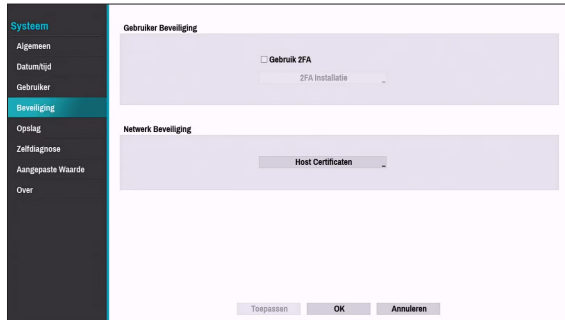 Systeem
Algemeen
Datum/tijd
Gebruiker
Beveiliging
Opslag
Zelfdiagnose
Aangepaste Waarde
Over
Gebruiker Beveiliging
Gebruik 2FA
2FA Installatie
Netwerk Beveiliging
Host Certificaten
Toepassen
OK
Annuleren